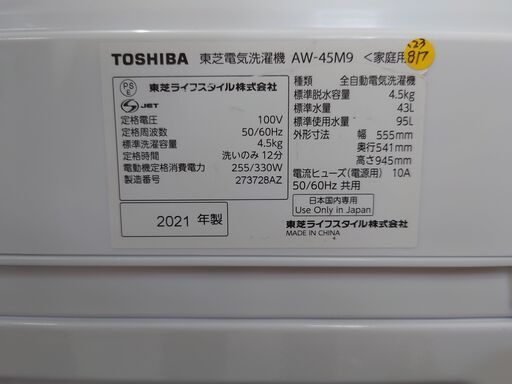 TOSHIBA 東芝電気洗濯機 AW-45M9 <家庭用
'23
8/7
PS
E
東芝ライフスタイル株式会社
S JET
定格電圧 100V
定格周波数 50/60Hz
標準洗濯容量 4.5kg
定格時間 洗いのみ 12分
電動機定格消費電力 255/330W
製造番号 273728AZ
2021 年製
種類 全自動電気洗濯機
標準脱水容量 4.5kg
標準水量 43L
標準使用水量 95L
外形寸法 幅 555mm
奥行541mm
高さ945mm
電流ヒューズ(電源用) 10A
50/60Hz 共用
日本国内専用
Use Only in Japan
東芝ライフスタイル株式会社
MADE IN CHINA